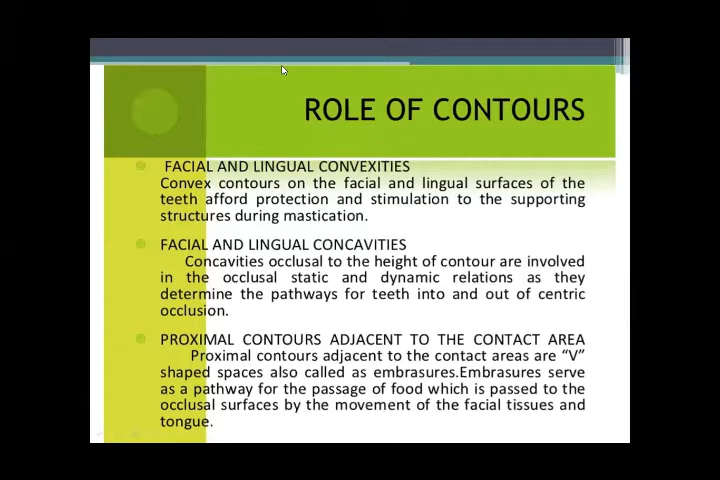 ROLE OF CONTOURS
FACIAL AND LINGUAL CONVEXITIES
Convex contours on the facial and lingual surfaces of the
teeth afford protection and stimulation to the supporting
structures during mastication.
FACIAL AND LINGUAL CONCAVITIES
Concavities occlusal to the height of contour are involved
in the occlusal static and dynamic relations as they
determine the pathways for teeth into and out of centric
occlusion.
PROXIMAL CONTOURS ADJACENT TO THE CONTACT AREA
Proximal contours adjacent to the contact areas are “V”
shaped spaces also called as embrasures.Embrasures serve
as a pathway for the passage of food which is passed to the
occlusal surfaces by the movement of the facial tissues and
tongue.